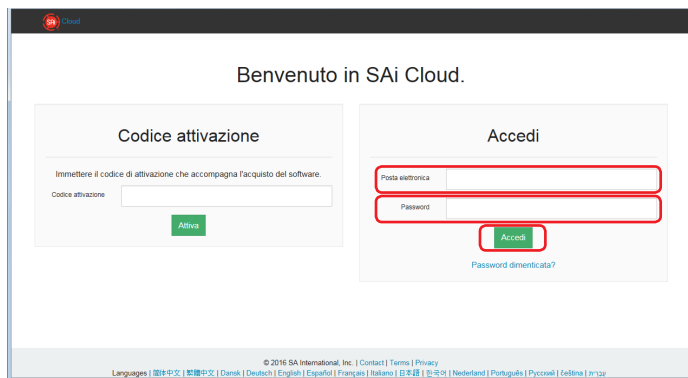 SAi Cloud
Benvenuto in SAi Cloud.
Codice attivazione
Immettere il codice di attivazione che accompagna l'acquisto del software.
Codice attivazione
Attiva
Accedi
Posta elettronica
Password
Accedi
Password dimenticata?
© 2016 SA International, Inc. | Contact | Terms | Privacy
Languages | 简体中文 | 繁體中文 | Dansk | Deutsch | English | Español | Français | Italiano | 日本語 | 한국어 | Nederland | Português | Русский | čeština | עברית